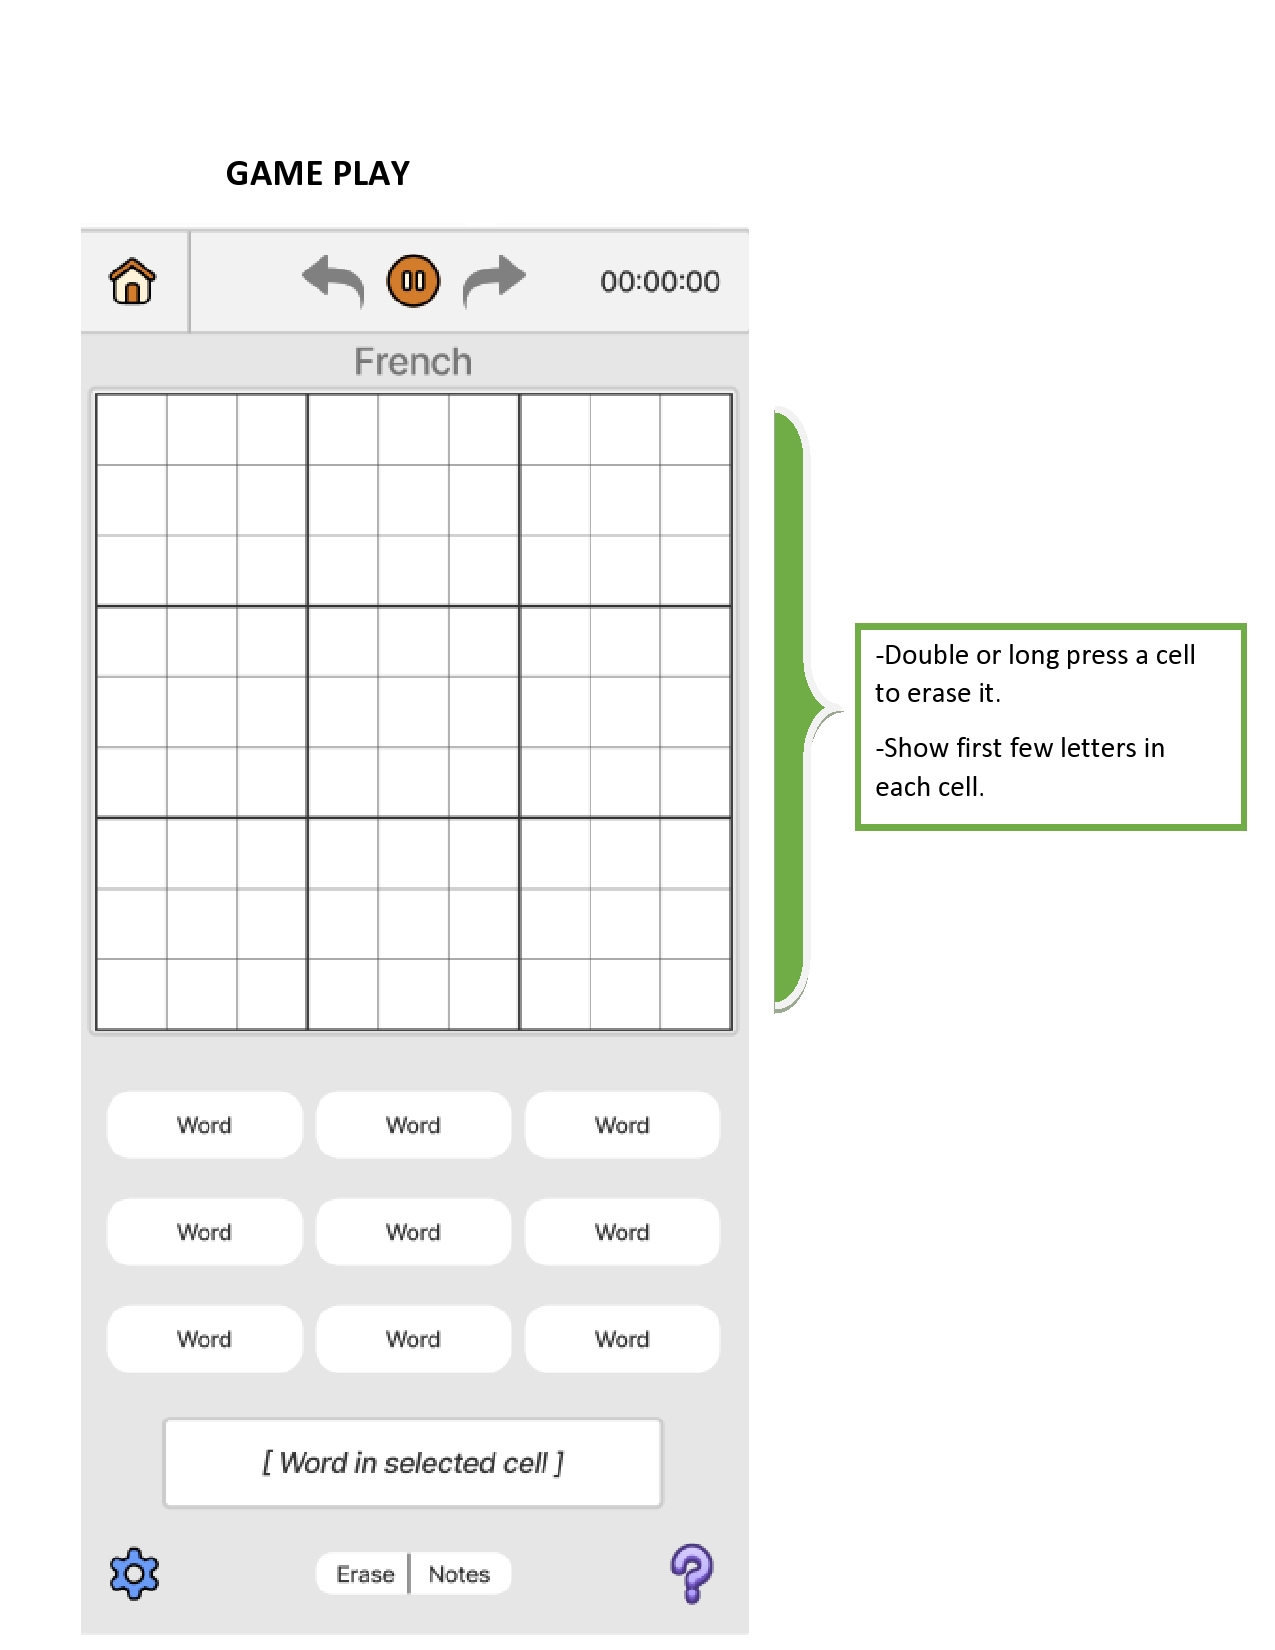 GAME PLAY
00:00:00
French
-Double or long press a cell
to erase it.
-Show first few letters in
each cell.
Word Word Word
Word Word Word
Word Word Word
[ Word in selected cell ]
Erase | Notes